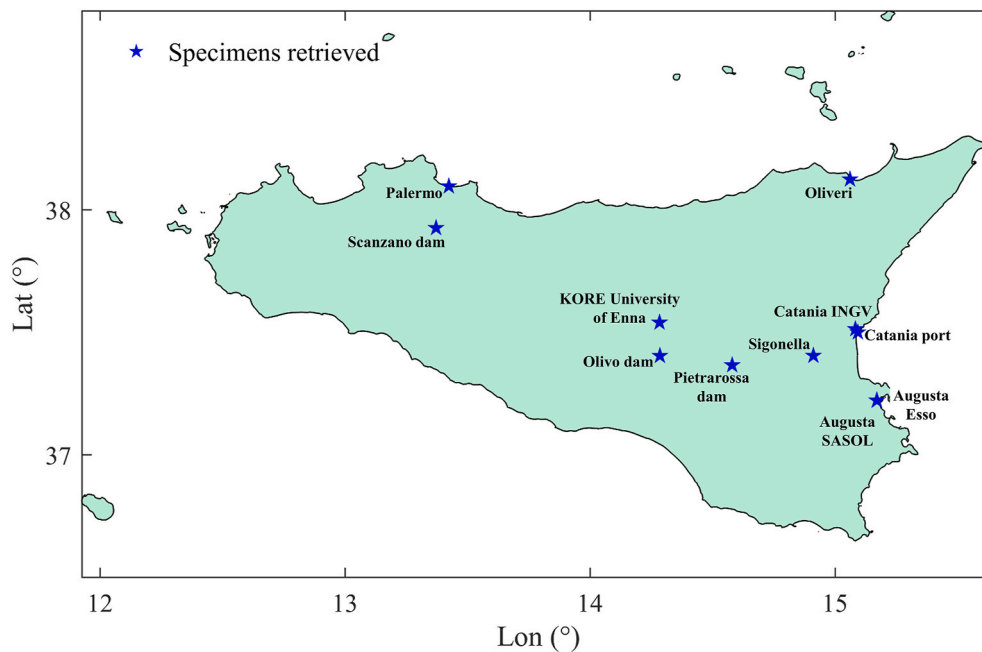 Specimens retrieved
Palermo
Oliveri
Scanzano dam
KORE University
of Enna
Catania INGV
Catania port
Sigonella
Olivo dam
Pietrarossa
dam
Augusta
Esso
Augusta
SASOL
38
37
12
13
14
15
Lat (°)
Lon (°)